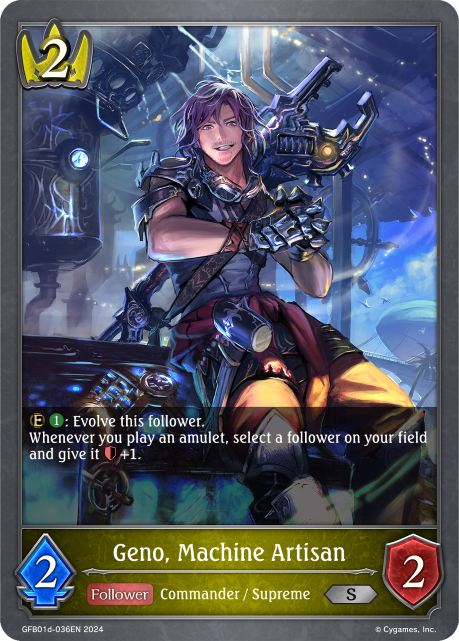 2
E 1: Evolve this follower.
Whenever you play an amulet, select a follower on your field
and give it +1.
Geno, Machine Artisan
2
Follower Commander / Supreme S
2
GFB01d-036EN 2024
© Cygames, Inc.